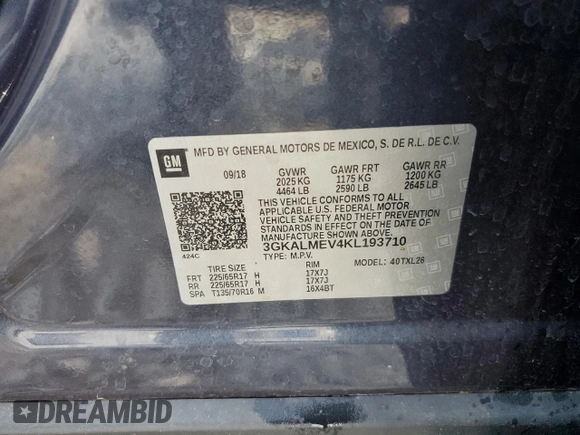 GM
MFD BY GENERAL MOTORS DE MEXICO, S. DE R.L. DE C.V.
09/18 GVWR GAWR FRT GAWR RR
2025 KG 1175 KG 1200 KG
4464 LB 2590 LB 2645 LB
THIS VEHICLE CONFORMS TO ALL
APPLICABLE U.S. FEDERAL MOTOR
VEHICLE SAFETY AND THEFT PREVENTION
STANDARDS IN EFFECT ON THE DATE OF
MANUFACTURE SHOWN ABOVE.
3GKALMEV4KL193710
424C
TYPE: M.P.V. MODEL: 40TXL26
TIRE SIZE RIM
FRT 225/65R17 H 17X7J
RR 225/65R17 H 17X7J
SPA T135/70R16 M 16X4BT
DREAMBID